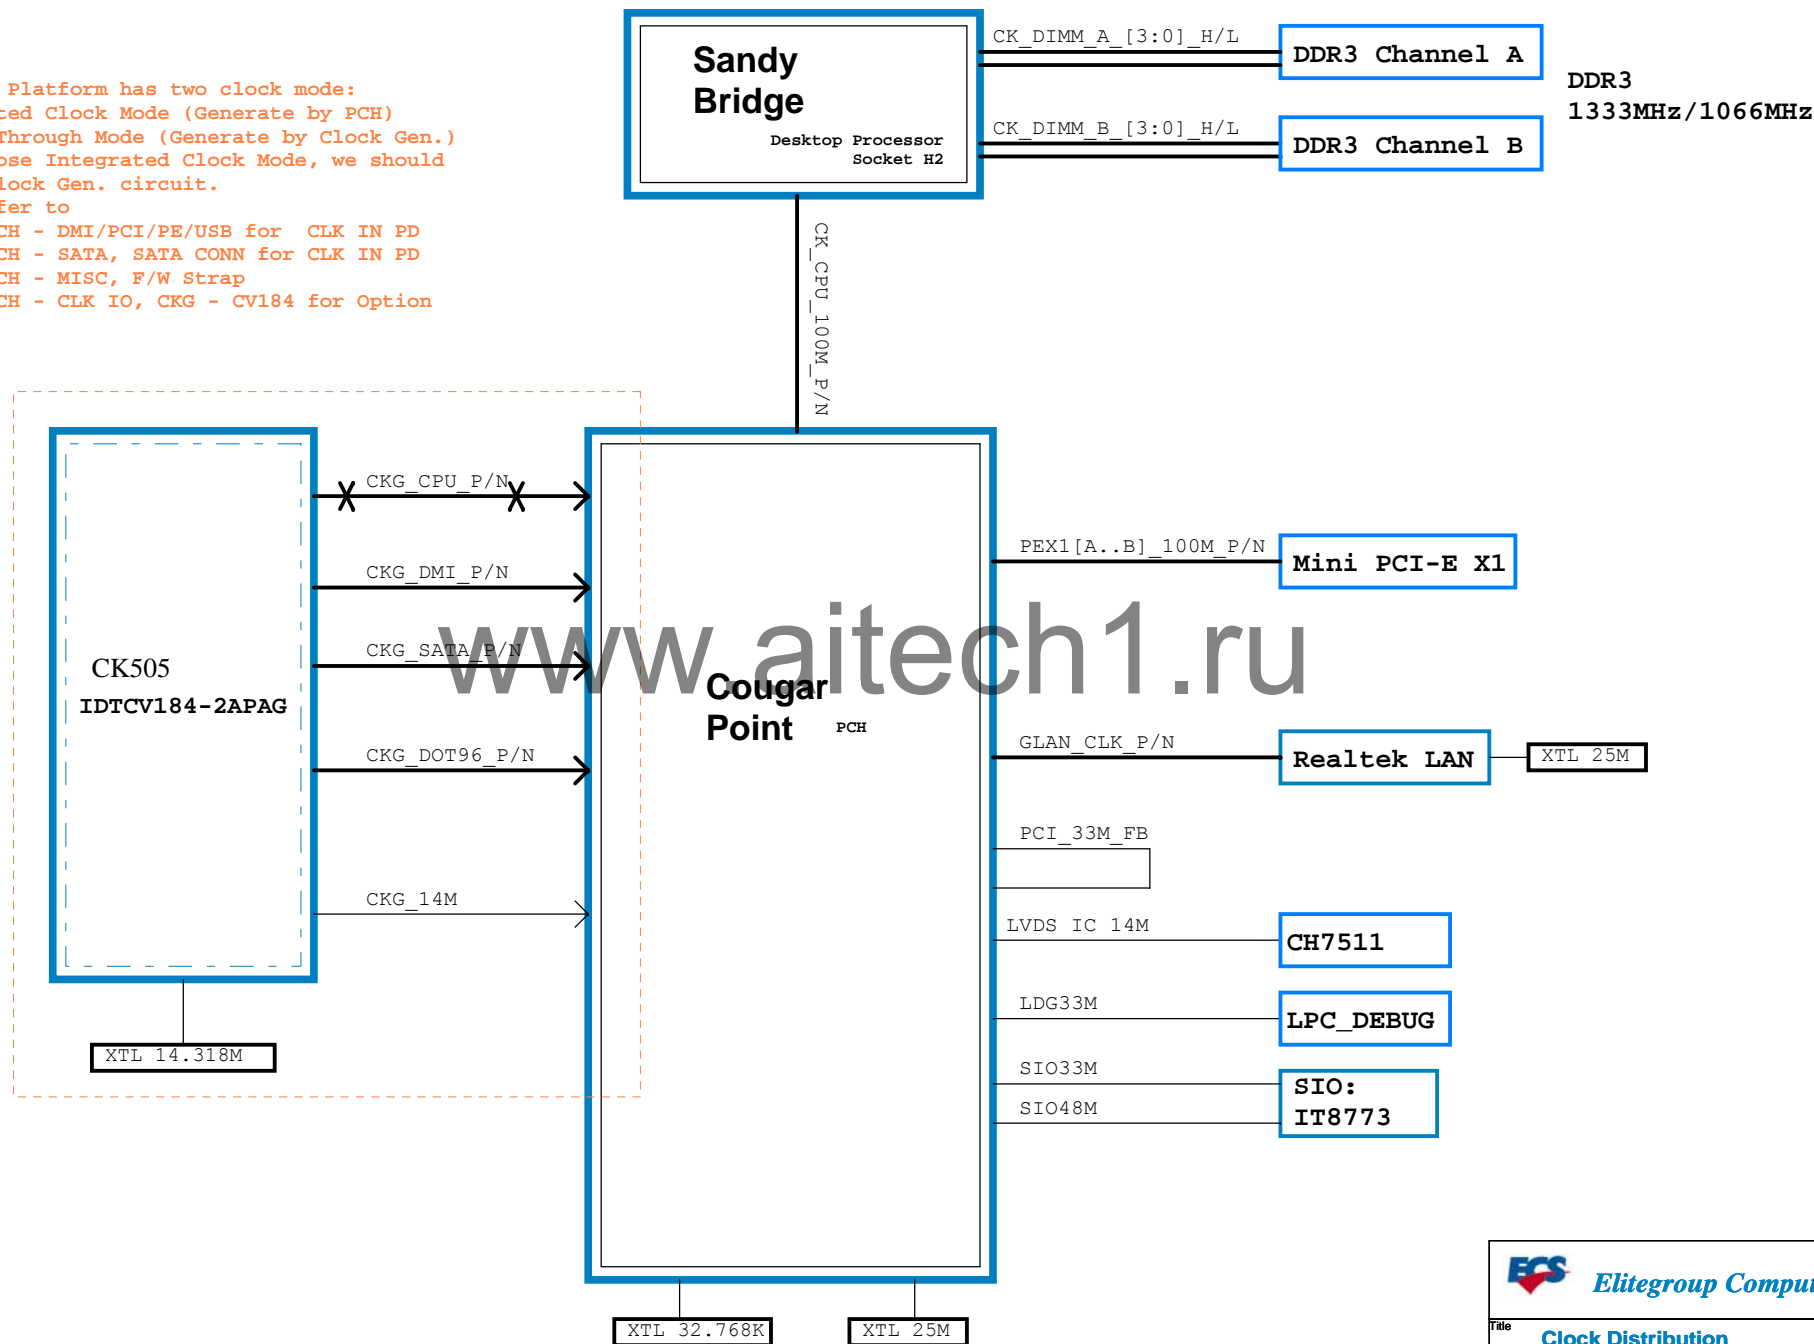 Platform has two clock mode:
ted Clock Mode (Generate by PCH)
Through Mode (Generate by Clock Gen.)
ose Integrated Clock Mode, we should
lock Gen. circuit.
fer to
CH - DMI/PCI/PE/USB for CLK IN PD
CH - SATA, SATA CONN for CLK IN PD
CH - MISC, F/W Strap
CH - CLK IO, CKG - CV184 for Option
Sandy
Bridge
Desktop Processor
Socket H2
CK_DIMM_A_[3:0]_H/L
DDR3 Channel A
CK_DIMM_B_[3:0]_H/L
DDR3 Channel B
DDR3
1333MHz/1066MHz
CK_CPU_100M_P/N
CK505
IDTCV184-2APAG
XTL 14.318M
CKG_CPU_P/N
CKG_DMI_P/N
CKG_SATA_P/N
CKG_DOT96_P/N
CKG_14M
www.aitech1.ru
Cougar
Point PCH
PEX1[A..B]_100M_P/N
Mini PCI-E X1
GLAN_CLK_P/N
Realtek LAN
XTL 25M
PCI_33M_FB
LVDS IC 14M
CH7511
LDG33M
LPC_DEBUG
SIO33M
SIO48M
SIO:
IT8773
XTL 32.768K
XTL 25M
ECS
Elitegroup Comput
Title
Clock Distribution